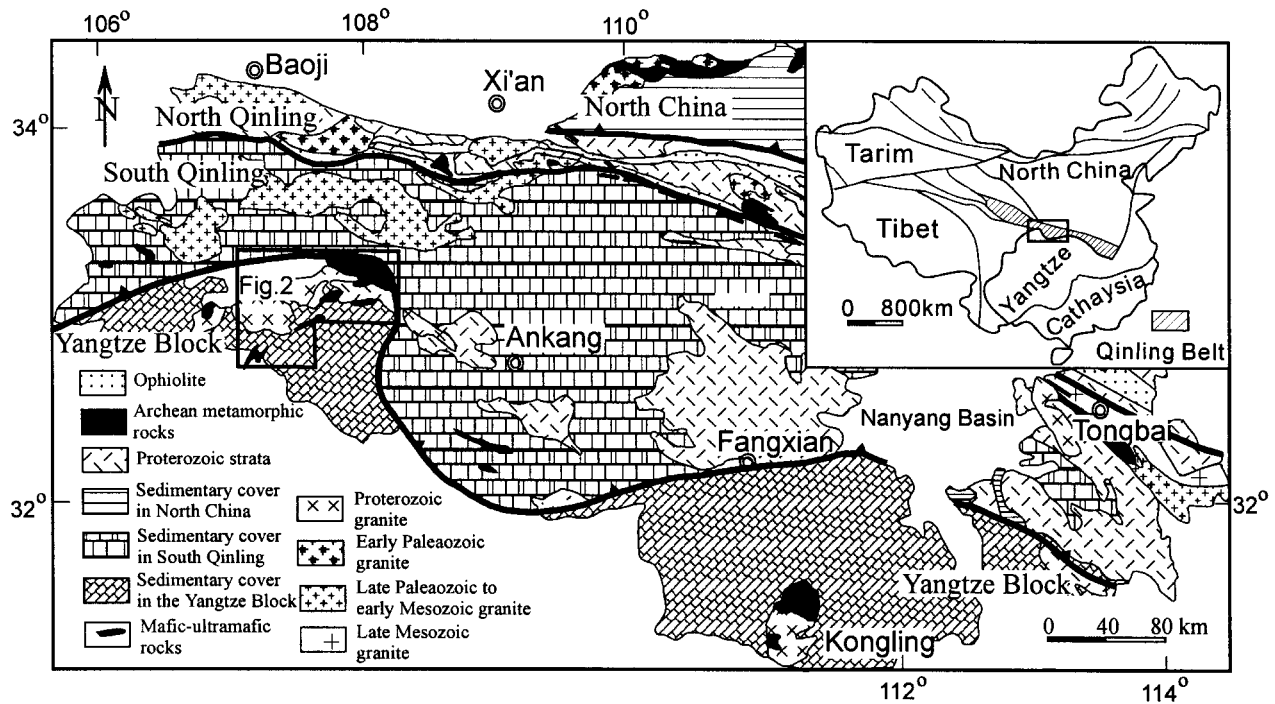 106°
108°
110°
34°
32°
N
Baoji
Xi'an
North China
North Qinling
South Qinling
Fig.2
Yangtze Block
Ankang
Fangxian
Nanyang Basin
Tongbai
Yangtze Block
Kongling
32°
112°
114°
0 40 80 km
Tarim
North China
Tibet
Yangtze
Cathaysia
0 800km
Qinling Belt
Ophiolite
Archean metamorphic
rocks
Proterozoic strata
Sedimentary cover
in North China
Sedimentary cover
in South Qinling
Sedimentary cover
in the Yangtze Block
Mafic-ultramafic
rocks
Proterozoic
granite
Early Paleaozoic
granite
Late Paleaozoic to
early Mesozoic granite
Late Mesozoic
granite